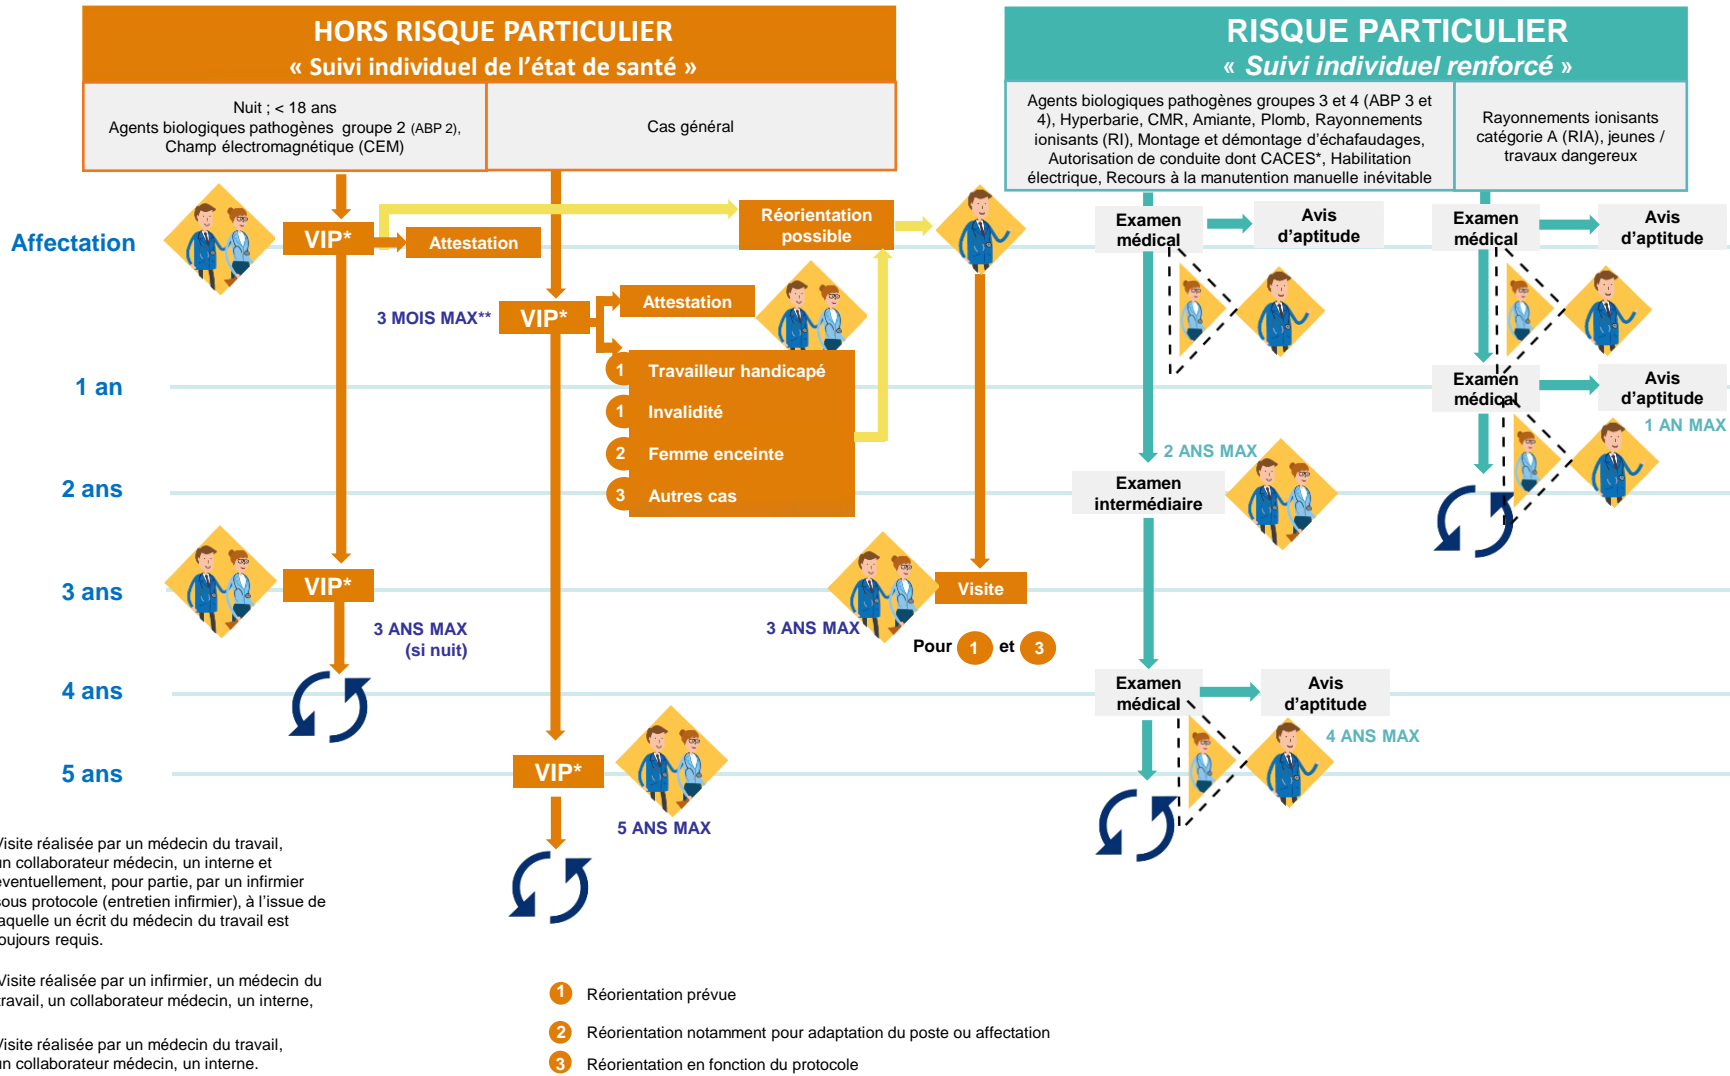 HORS RISQUE PARTICULIER
« Suivi individuel de l'état de santé »
Nuit ; < 18 ans
Agents biologiques pathogènes groupe 2 (ABP 2),
Champ électromagnétique (CEM)
Cas général
RISQUE PARTICULIER
« Suivi individuel renforcé »
Agents biologiques pathogènes groupes 3 et 4 (ABP 3 et
4), Hyperbarie, CMR, Amiante, Plomb, Rayonnements
ionisants (RI), Montage et démontage d'échafaudages,
Autorisation de conduite dont CACES*, Habilitation
électrique, Recours à la manutention manuelle inévitable
Rayonnements ionisants
catégorie A (RIA), jeunes /
travaux dangereux
Affectation
VIP*
Attestation
Réorientation
possible
Examen
médical
Avis
d'aptitude
Examen
médical
Avis
d'aptitude
3 MOIS MAX**
VIP*
Attestation
1 an
1 Travailleur handicapé
1 Invalidité
2 Femme enceinte
3 Autres cas
Examen
médical
Avis
d'aptitude
1 AN MAX
2 ans
2 ANS MAX
Examen
intermédiaire
3 ans
VIP*
3 ANS MAX
(si nuit)
Visite
3 ANS MAX
Pour 1 et 3
4 ans
Examen
médical
Avis
d'aptitude
4 ANS MAX
5 ans
VIP*
5 ANS MAX
Visite réalisée par un médecin du travail,
un collaborateur médecin, un interne et
éventuellement, pour partie, par un infirmier
sous protocole (entretien infirmier), à l'issue de
laquelle un écrit du médecin du travail est
toujours requis.
Visite réalisée par un infirmier, un médecin du
travail, un collaborateur médecin, un interne,
Visite réalisée par un médecin du travail,
un collaborateur médecin, un interne.
1 Réorientation prévue
2 Réorientation notamment pour adaptation du poste ou affectation
3 Réorientation en fonction du protocole